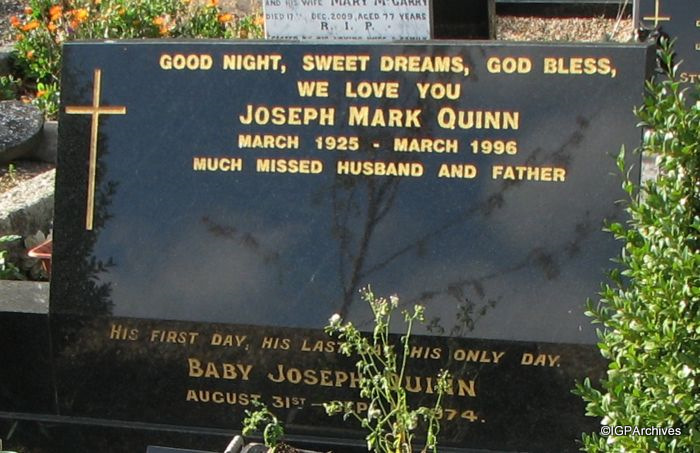 AND HIS WIFE MARY MCGARRY
DIED 17TH DEC. 2009, AGED 77 YEARS
R. I. P.
GOOD NIGHT, SWEET DREAMS, GOD BLESS,
WE LOVE YOU
JOSEPH MARK QUINN
MARCH 1925 - MARCH 1996
MUCH MISSED HUSBAND AND FATHER
HIS FIRST DAY, HIS LAST HIS ONLY DAY.
BABY JOSEPH QUINN
AUGUST 31ST - SEPT 1974.
©IGPArchives